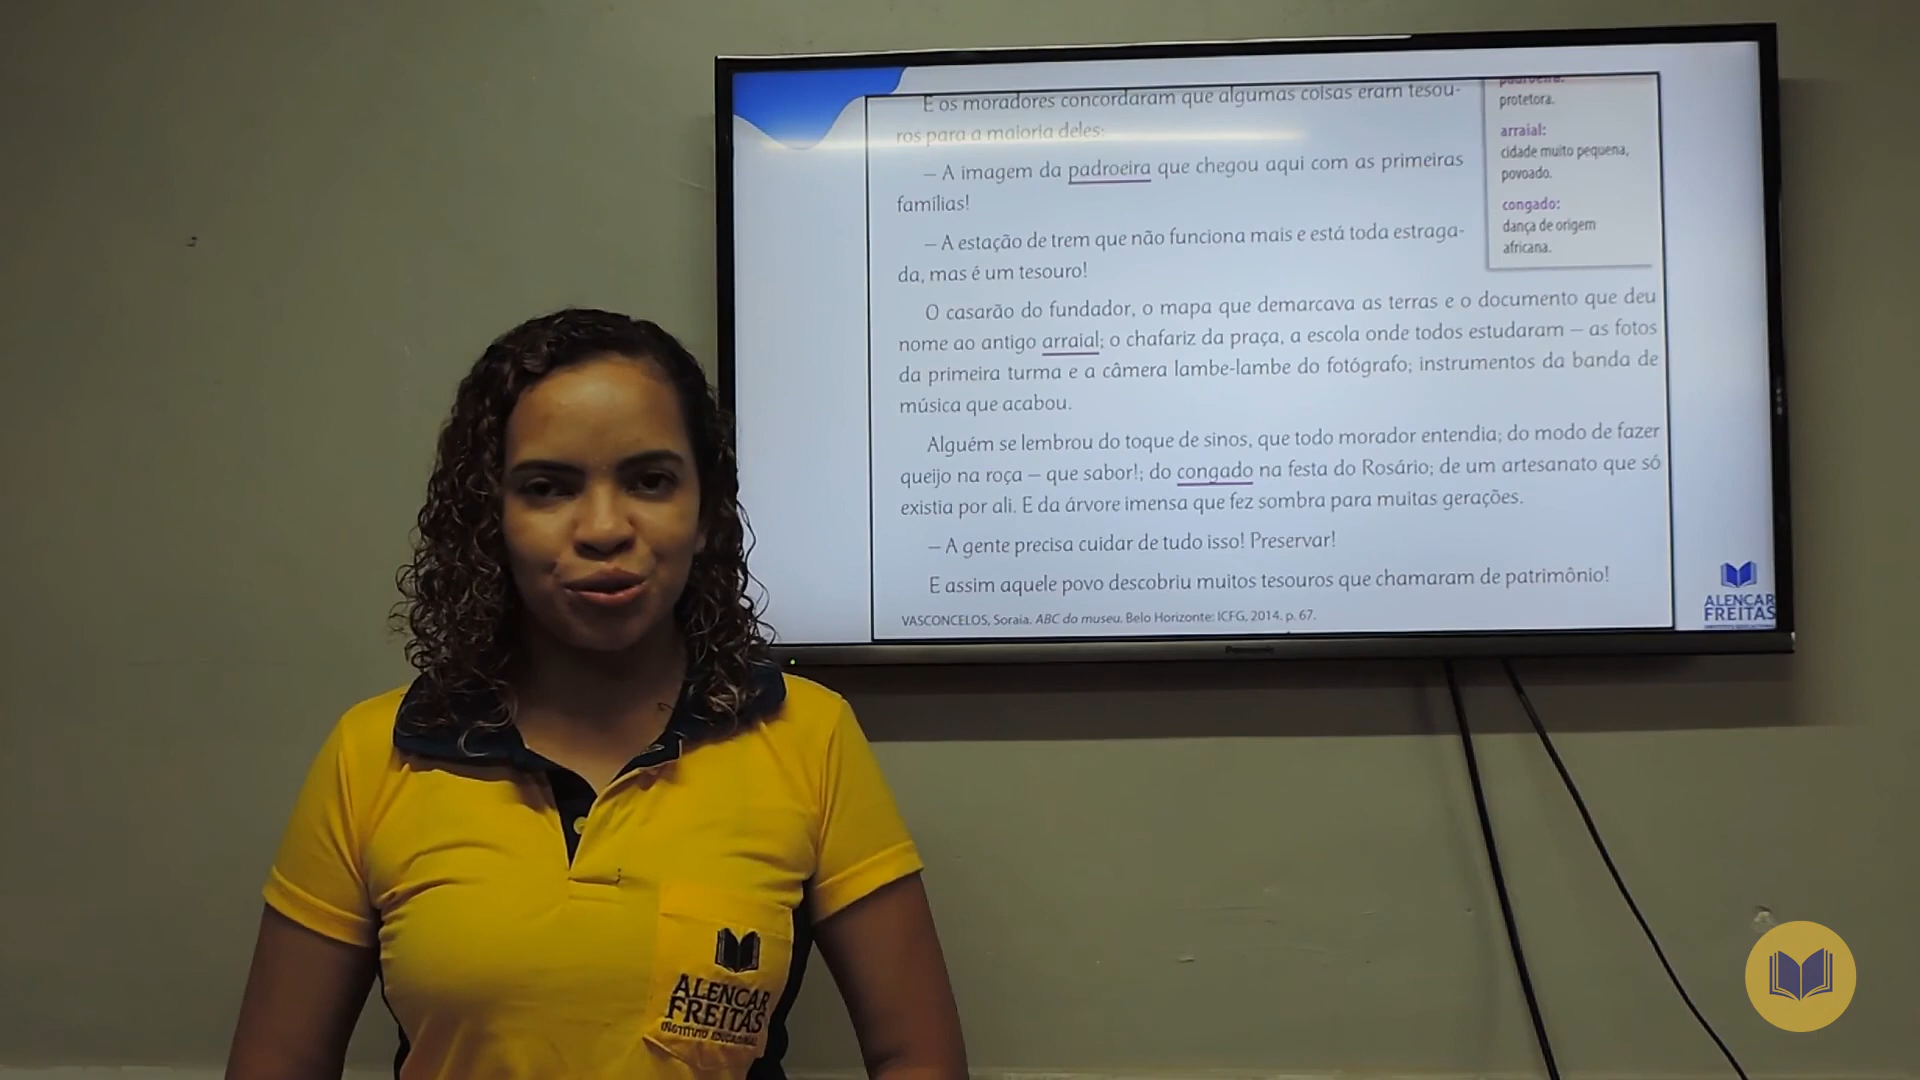 E os moradores concordaram que algumas coisas eram tesou-
ros para a maioria deles:
– A imagem da padroeira que chegou aqui com as primeiras
famílias!
– A estação de trem que não funciona mais e está toda estraga-
da, mas é um tesouro!
O casarão do fundador, o mapa que demarcava as terras e o documento que deu
nome ao antigo arraial; o chafariz da praça, a escola onde todos estudaram – as fotos
da primeira turma e a câmera lambe-lambe do fotógrafo; instrumentos da banda de
música que acabou.
Alguém se lembrou do toque de sinos, que todo morador entendia; do modo de fazer
queijo na roça – que sabor!; do congado na festa do Rosário; de um artesanato que só
existia por ali. E da árvore imensa que fez sombra para muitas gerações.
– A gente precisa cuidar de tudo isso! Preservar!
E assim aquele povo descobriu muitos tesouros que chamaram de patrimônio!
VASCONCELOS, Soraia. ABC do museu. Belo Horizonte: ICFG, 2014. p. 67.
padroeira:
protetora.
arraial:
cidade muito pequena,
povoado.
congado:
dança de origem
africana.
ALENCAR
FREITAS
Panasonic
ALENCAR
FREITAS
INSTITUTO EDUCACIONAL